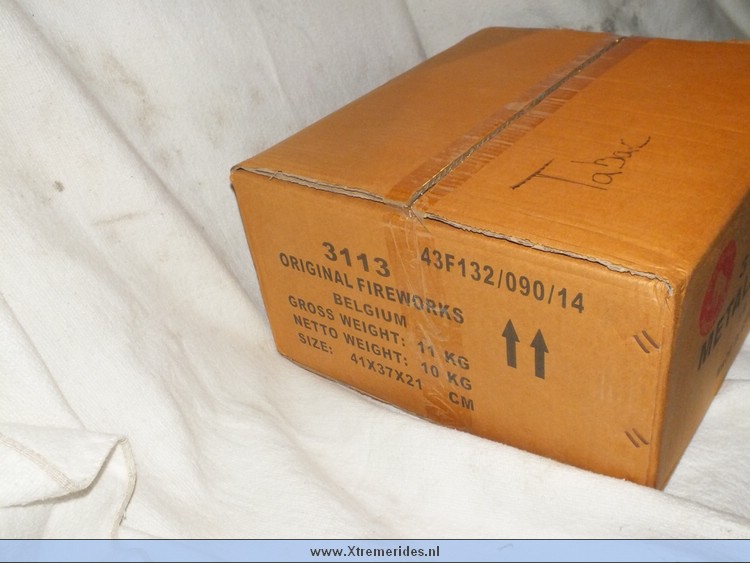 Tabac
3113 43F132/090/14
ORIGINAL FIREWORKS
BELGIUM
GROSS WEIGHT: 11 KG
NETTO WEIGHT: 10 KG
SIZE: 41X37X21 CM
META
www.Xtremerides.nl